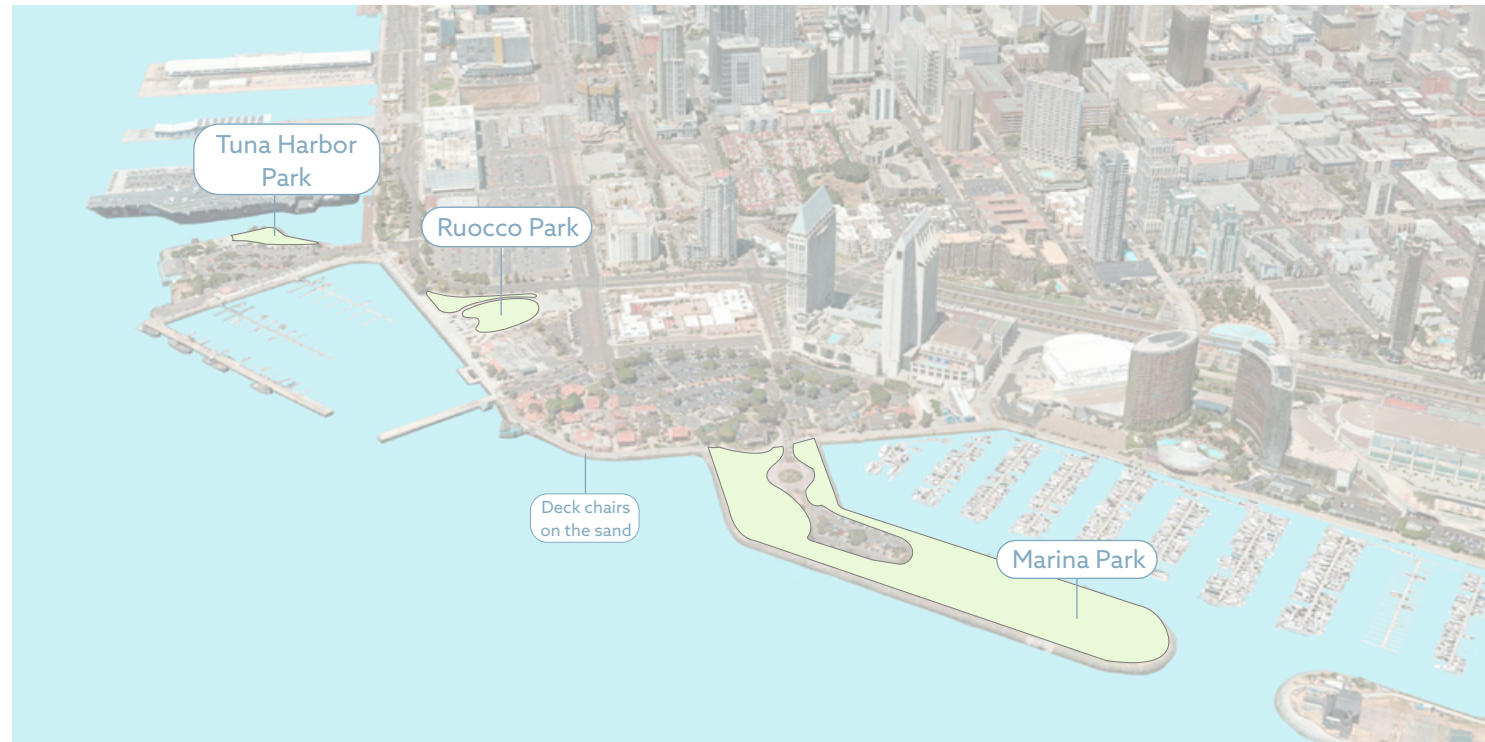 Tuna Harbor
Park
Ruocco Park
Deck chairs
on the sand
Marina Park